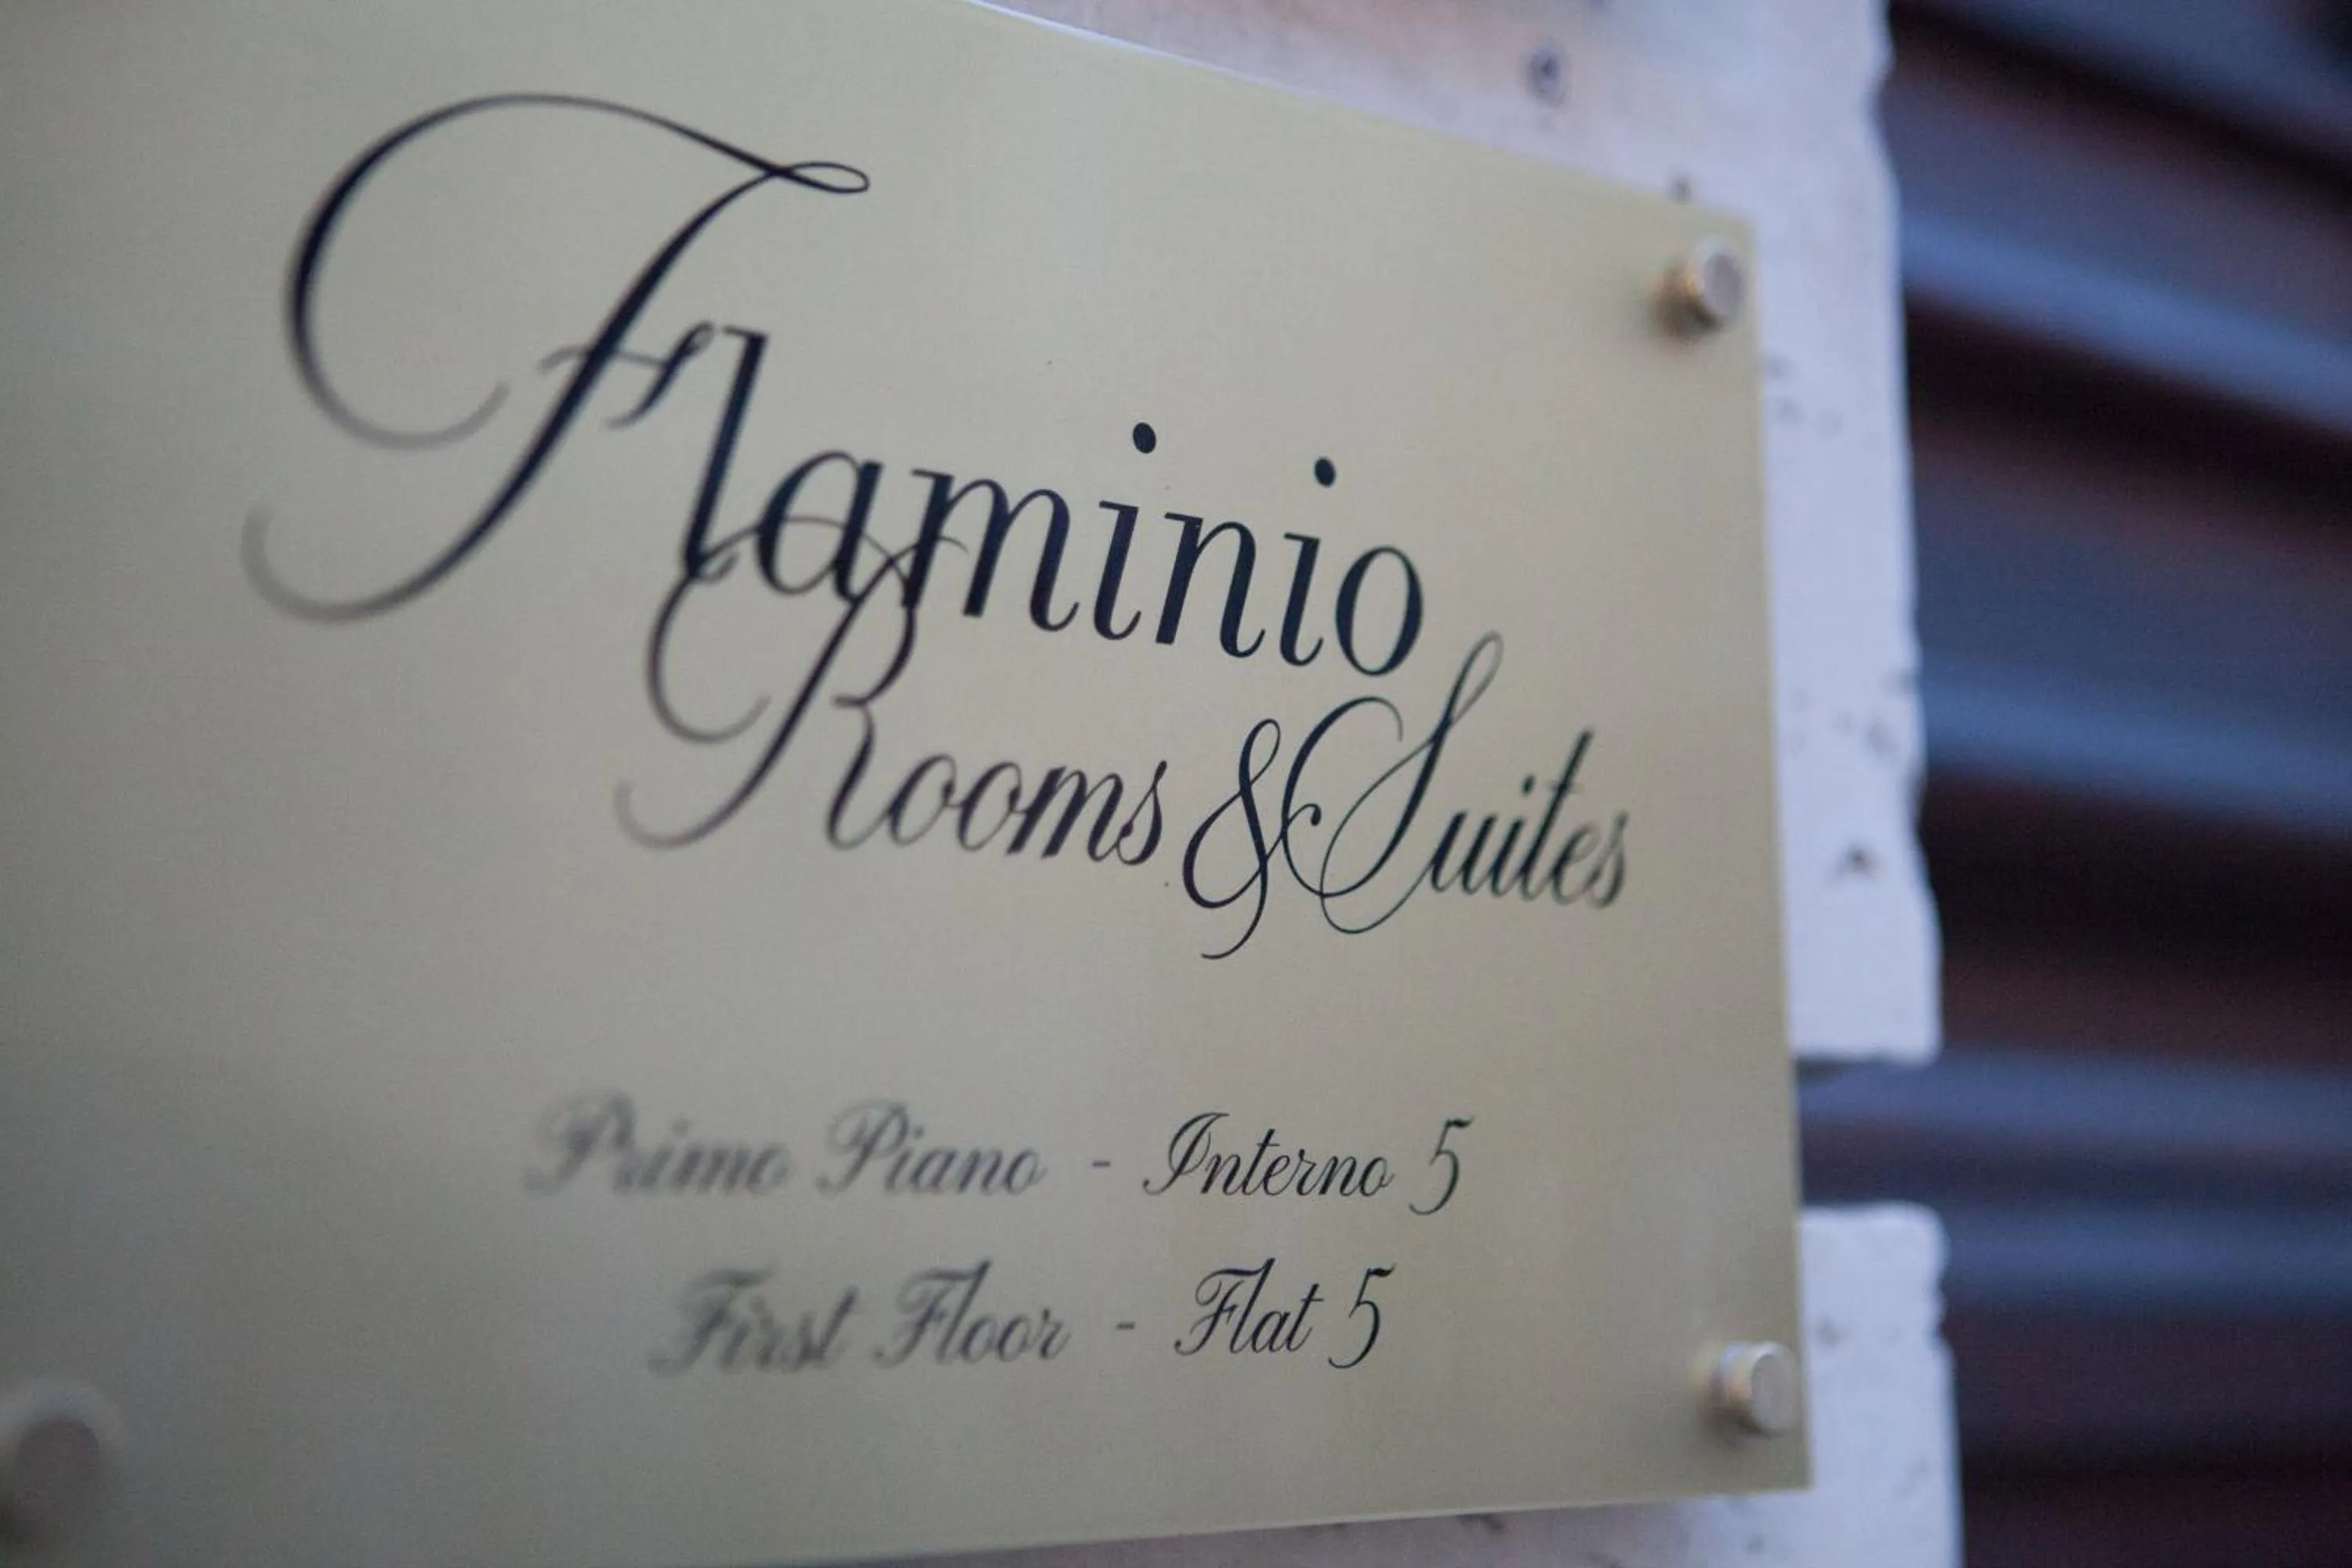 Flaminio
Rooms & Suites
Primo Piano - Interno 5
First Floor - Flat 5